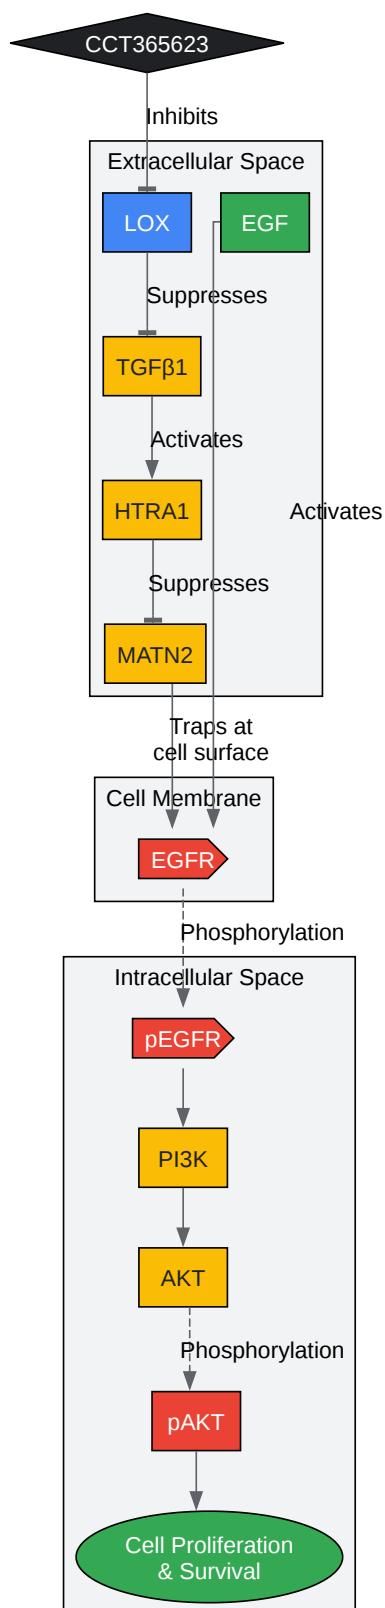 CCT365623
Inhibits
Extracellular Space
LOX
EGF
Suppresses
TGFβ1
Activates
HTRA1
Activates
Suppresses
MATN2
Traps at
cell surface
Cell Membrane
EGFR
Phosphorylation
Intracellular Space
pEGFR
PI3K
AKT
Phosphorylation
pAKT
Cell Proliferation
& Survival